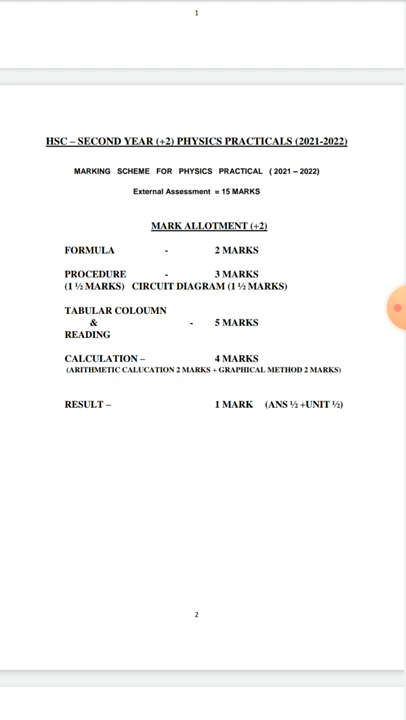 1
HSC – SECOND YEAR (+2) PHYSICS PRACTICALS (2021-2022)
MARKING SCHEME FOR PHYSICS PRACTICAL ( 2021 – 2022)
External Assessment = 15 MARKS
MARK ALLOTMENT (+2)
FORMULA - 2 MARKS
PROCEDURE - 3 MARKS
(1 ½ MARKS) CIRCUIT DIAGRAM (1 ½ MARKS)
TABULAR COLOUMN
& - 5 MARKS
READING
CALCULATION – 4 MARKS
(ARITHMETIC CALUCATION 2 MARKS + GRAPHICAL METHOD 2 MARKS)
RESULT – 1 MARK (ANS ½ +UNIT ½)
2